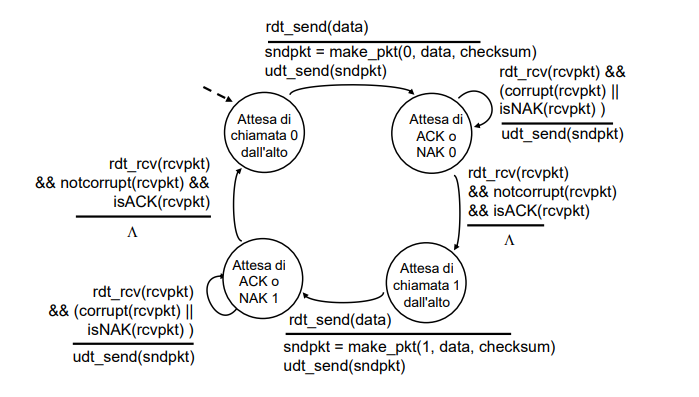 rdt_send(data)
sndpkt = make_pkt(0, data, checksum)
udt_send(sndpkt)
rdt_rcv(rcvpkt) &&
(corrupt(rcvpkt) ||
isNAK(rcvpkt) )
udt_send(sndpkt)
Attesa di
chiamata 0
dall'alto
Attesa di
ACK o
NAK 0
rdt_rcv(rcvpkt)
&& notcorrupt(rcvpkt) &&
isACK(rcvpkt)
Λ
rdt_rcv(rcvpkt)
&& notcorrupt(rcvpkt)
&& isACK(rcvpkt)
Λ
Attesa di
ACK o
NAK 1
Attesa di
chiamata 1
dall'alto
rdt_rcv(rcvpkt)
&& (corrupt(rcvpkt) ||
isNAK(rcvpkt) )
udt_send(sndpkt)
rdt_send(data)
sndpkt = make_pkt(1, data, checksum)
udt_send(sndpkt)